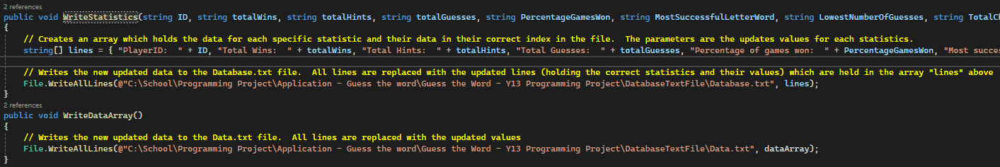 2 references
public void WriteStatistics(string ID, string totalWins, string totalHints, string totalGuesses, string PercentageGamesWon, string MostSuccessfulLetterWord, string LowestNumberOfGuesses, string TotalCl
{
// Creates an array which holds the data for each specific statistic and their data in their correct index in the file.  The parameters are the updates values for each statistics.
string[] lines = { "PlayerID:  " + ID, "Total Wins:  " + totalWins, "Total Hints:  " + totalHints, "Total Guesses:  " + totalGuesses, "Percentage of games won:  " + PercentageGamesWon, "Most succes
// Writes the new updated data to the Database.txt file.  All lines are replaced with the updated lines (holding the correct statistics and their values) which are held in the array "lines" above
File.WriteAllLines(@"C:\School\Programming Project\Application - Guess the word\Guess the Word - Y13 Programming Project\DatabaseTextFile\Database.txt", lines);
}
2 references
public void WriteDataArray()
{
// Writes the new updated data to the Data.txt file.  All lines are replaced with the updated values
File.WriteAllLines(@"C:\School\Programming Project\Application - Guess the word\Guess the Word - Y13 Programming Project\DatabaseTextFile\Data.txt", dataArray);
}